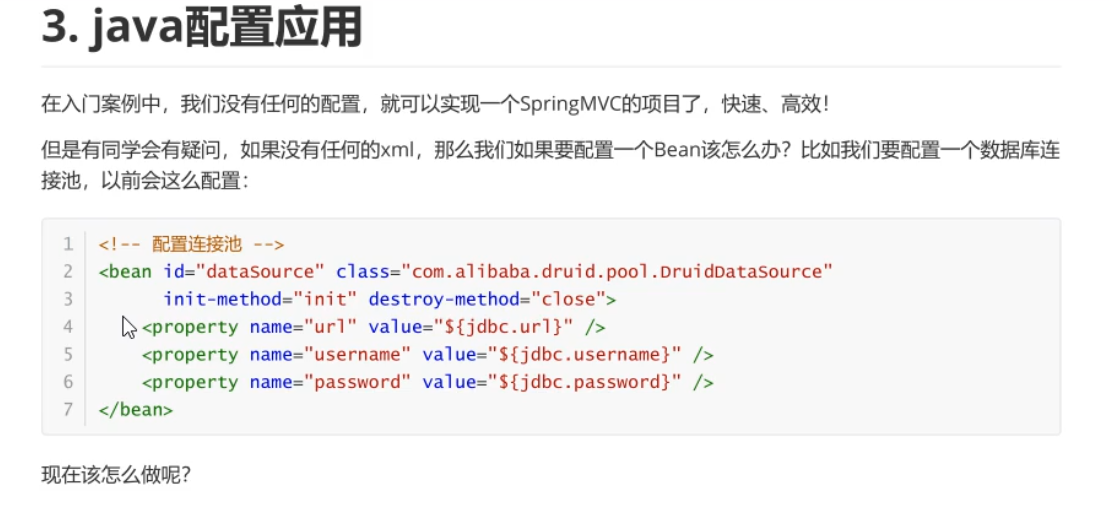 3. java配置应用
在入门案例中，我们没有任何的配置，就可以实现一个SpringMVC的项目了，快速、高效！
但是有同学会有疑问，如果没有任何的xml，那么我们如果要配置一个Bean该怎么办？比如我们要配置一个数据库连
接池，以前会这么配置：
1 <!-- 配置连接池 -->
2 <bean id="dataSource" class="com.alibaba.druid.pool.DruidDataSource"
3 init-method="init" destroy-method="close">
4 <property name="url" value="${jdbc.url}" />
5 <property name="username" value="${jdbc.username}" />
6 <property name="password" value="${jdbc.password}" />
7 </bean>
现在该怎么做呢？